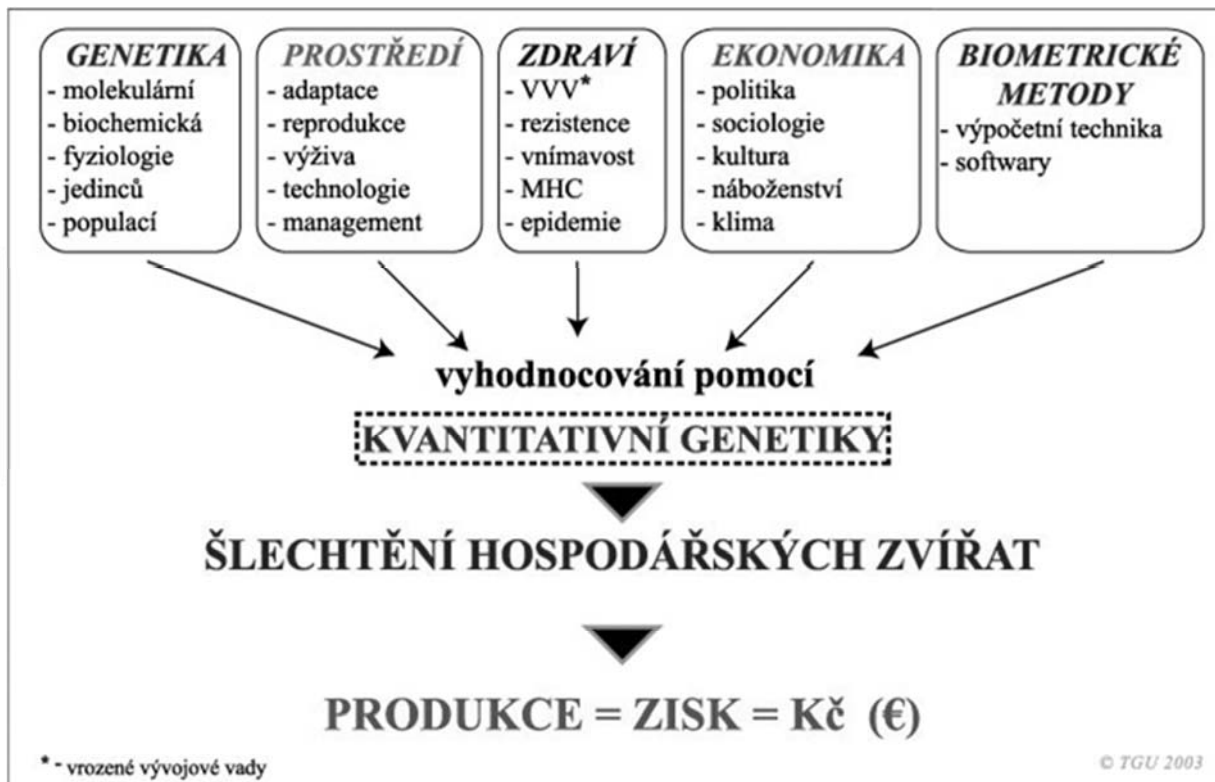 GENETIKA
- molekulární
- biochemická
- fyziologie
- jedinců
- populací
PROSTŘEDÍ
- adaptace
- reprodukce
- výživa
- technologie
- management
ZDRAVÍ
- VVV*
- rezistence
- vnímavost
- MHC
- epidemie
EKONOMIKA
- politika
- sociologie
- kultura
- náboženství
- klima
BIOMETRICKÉ
METODY
- výpočetní technika
- softwary
vyhodnocování pomocí
KVANTITATIVNÍ GENETIKY
ŠLECHTĚNÍ HOSPODÁŘSKÝCH ZVÍŘAT
PRODUKCE = ZISK = Kč (€)
* - vrozené vývojové vady
© TGU 2003